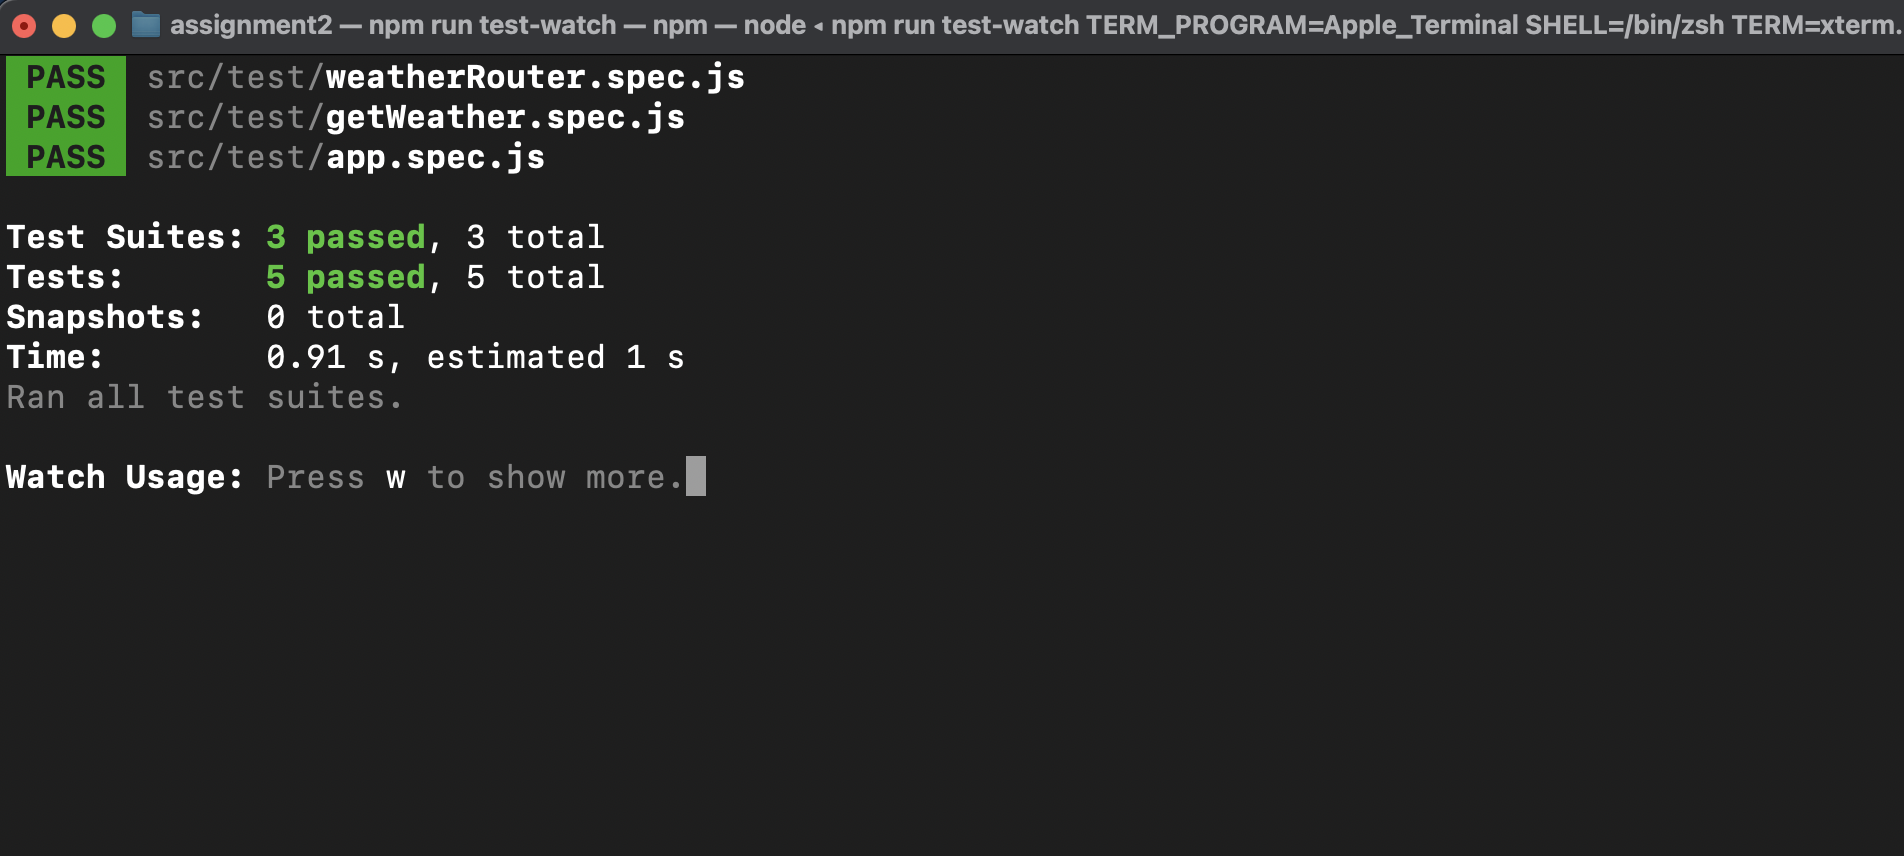 assignment2 — npm run test-watch — npm — node ◂ npm run test-watch TERM_PROGRAM=Apple_Terminal SHELL=/bin/zsh TERM=xterm.
PASS src/test/weatherRouter.spec.js
PASS src/test/getWeather.spec.js
PASS src/test/app.spec.js
Test Suites: 3 passed, 3 total
Tests: 5 passed, 5 total
Snapshots: 0 total
Time: 0.91 s, estimated 1 s
Ran all test suites.
Watch Usage: Press w to show more.